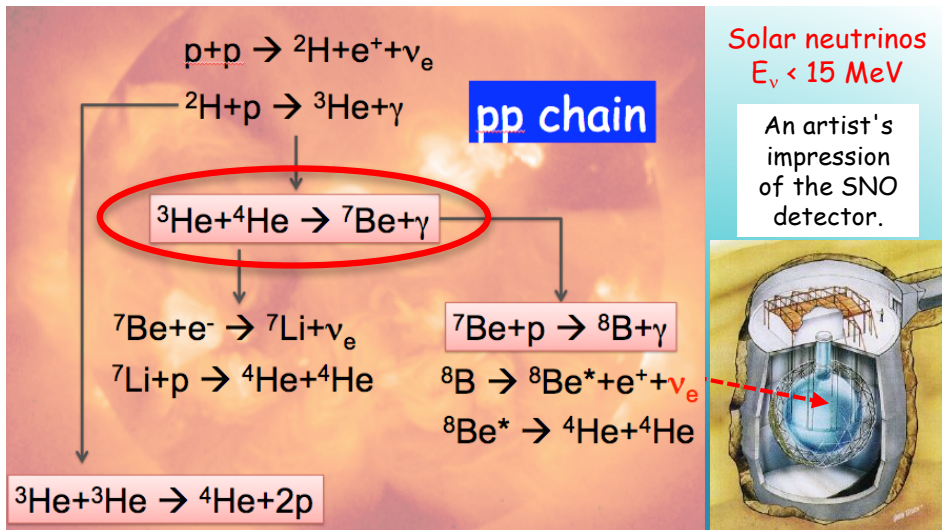 p+p → ²H+e⁺+νₑ
²H+p → ³He+γ
pp chain
³He+⁴He → ⁷Be+γ
⁷Be+e⁻ → ⁷Li+νₑ
⁷Li+p → ⁴He+⁴He
⁷Be+p → ⁸B+γ
⁸B → ⁸Be*+e⁺+νₑ
⁸Be* → ⁴He+⁴He
³He+³He → ⁴He+2p
Solar neutrinos
Eᵥ < 15 MeV
An artist's
impression
of the SNO
detector.